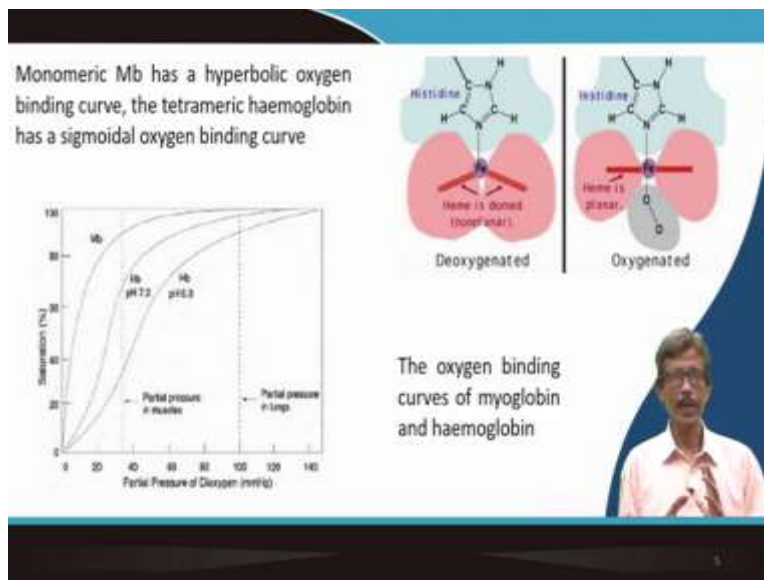 Monomeric Mb has a hyperbolic oxygen
binding curve, the tetrameric haemoglobin
has a sigmoidal oxygen binding curve
Saturation (%)
100
80
60
40
20
0
Mb
Hb
pH 7.2
Hb
Partial pressure
in muscles
Partial pressure
in lungs
0 20 40 60 80 100 120 140
Partial Pressure of Dioxygen (mmHg)
Histidine
H
N
C
C
H
C
N
H
Fe
Heme is domed
(nonplanar).
Deoxygenated
Histidine
H
N
C
C
H
C
N
H
Fe
Heme is
planar.
O
O
Oxygenated
The oxygen binding
curves of myoglobin
and haemoglobin
5